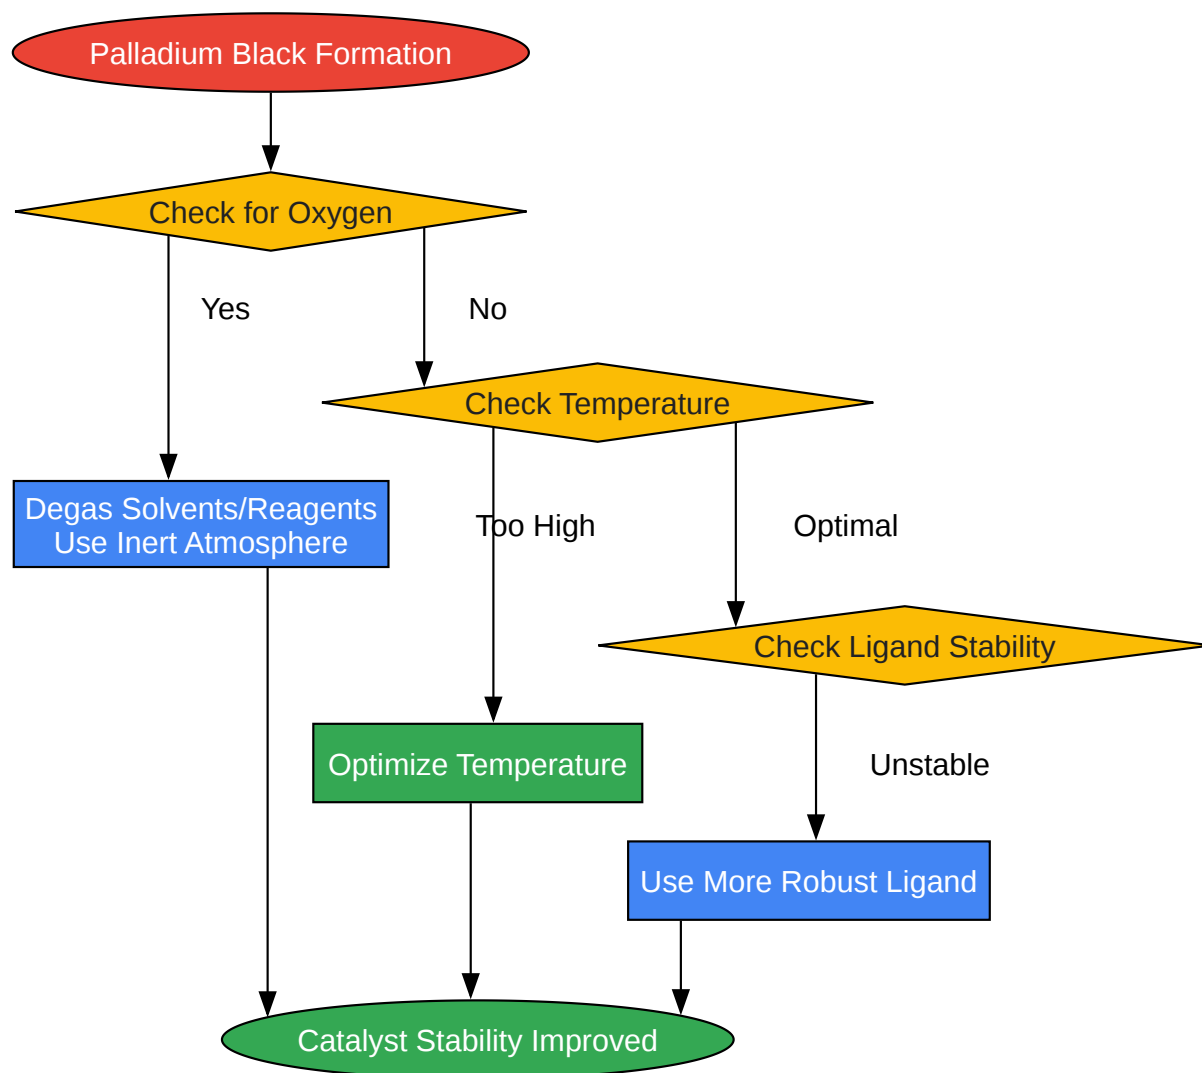 Palladium Black Formation
Check for Oxygen
Yes
No
Check Temperature
Degas Solvents/Reagents
Use Inert Atmosphere
Too High
Optimal
Check Ligand Stability
Optimize Temperature
Unstable
Use More Robust Ligand
Catalyst Stability Improved